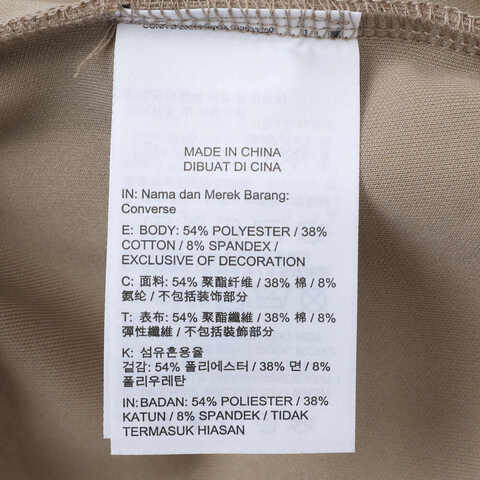 MADE IN CHINA
DIBUAT DI CINA
IN: Nama dan Merek Barang:
Converse
E: BODY: 54% POLYESTER / 38%
COTTON / 8% SPANDEX /
EXCLUSIVE OF DECORATION
C: 面料: 54% 聚酯纤维 / 38% 棉 / 8%
氨纶 / 不包括装饰部分
T: 表布: 54% 聚酯纖維 / 38% 棉 / 8%
彈性纖維 / 不包括裝飾部分
K: 섬유혼용율
겉감: 54% 폴리에스터 / 38% 면 / 8%
폴리우레탄
IN: BADAN: 54% POLIESTER / 38%
KATUN / 8% SPANDEK / TIDAK
TERMASUK HIASAN